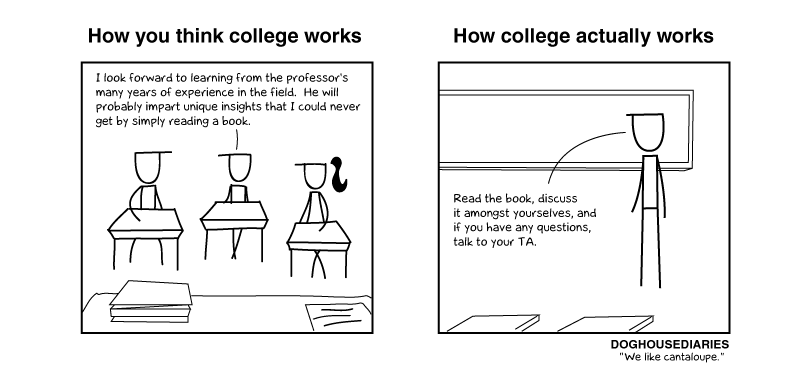 How you think college works
I look forward to learning from the professor's
many years of experience in the field. He will
probably impart unique insights that I could never
get by simply reading a book.
How college actually works
Read the book, discuss
it amongst yourselves, and
if you have any questions,
talk to your TA.
DOGHOUSEDIARIES
"We like cantaloupe."